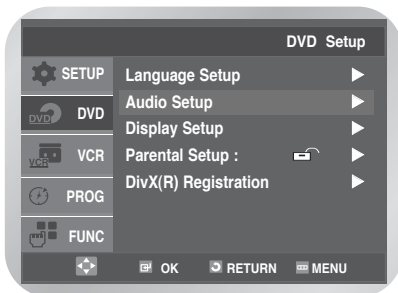 DVD Setup
SETUP
DVD
DVD
VCR
VCR
PROG
FUNC
Language Setup
Audio Setup
Display Setup
Parental Setup :
DivX(R) Registration
OK RETURN MENU